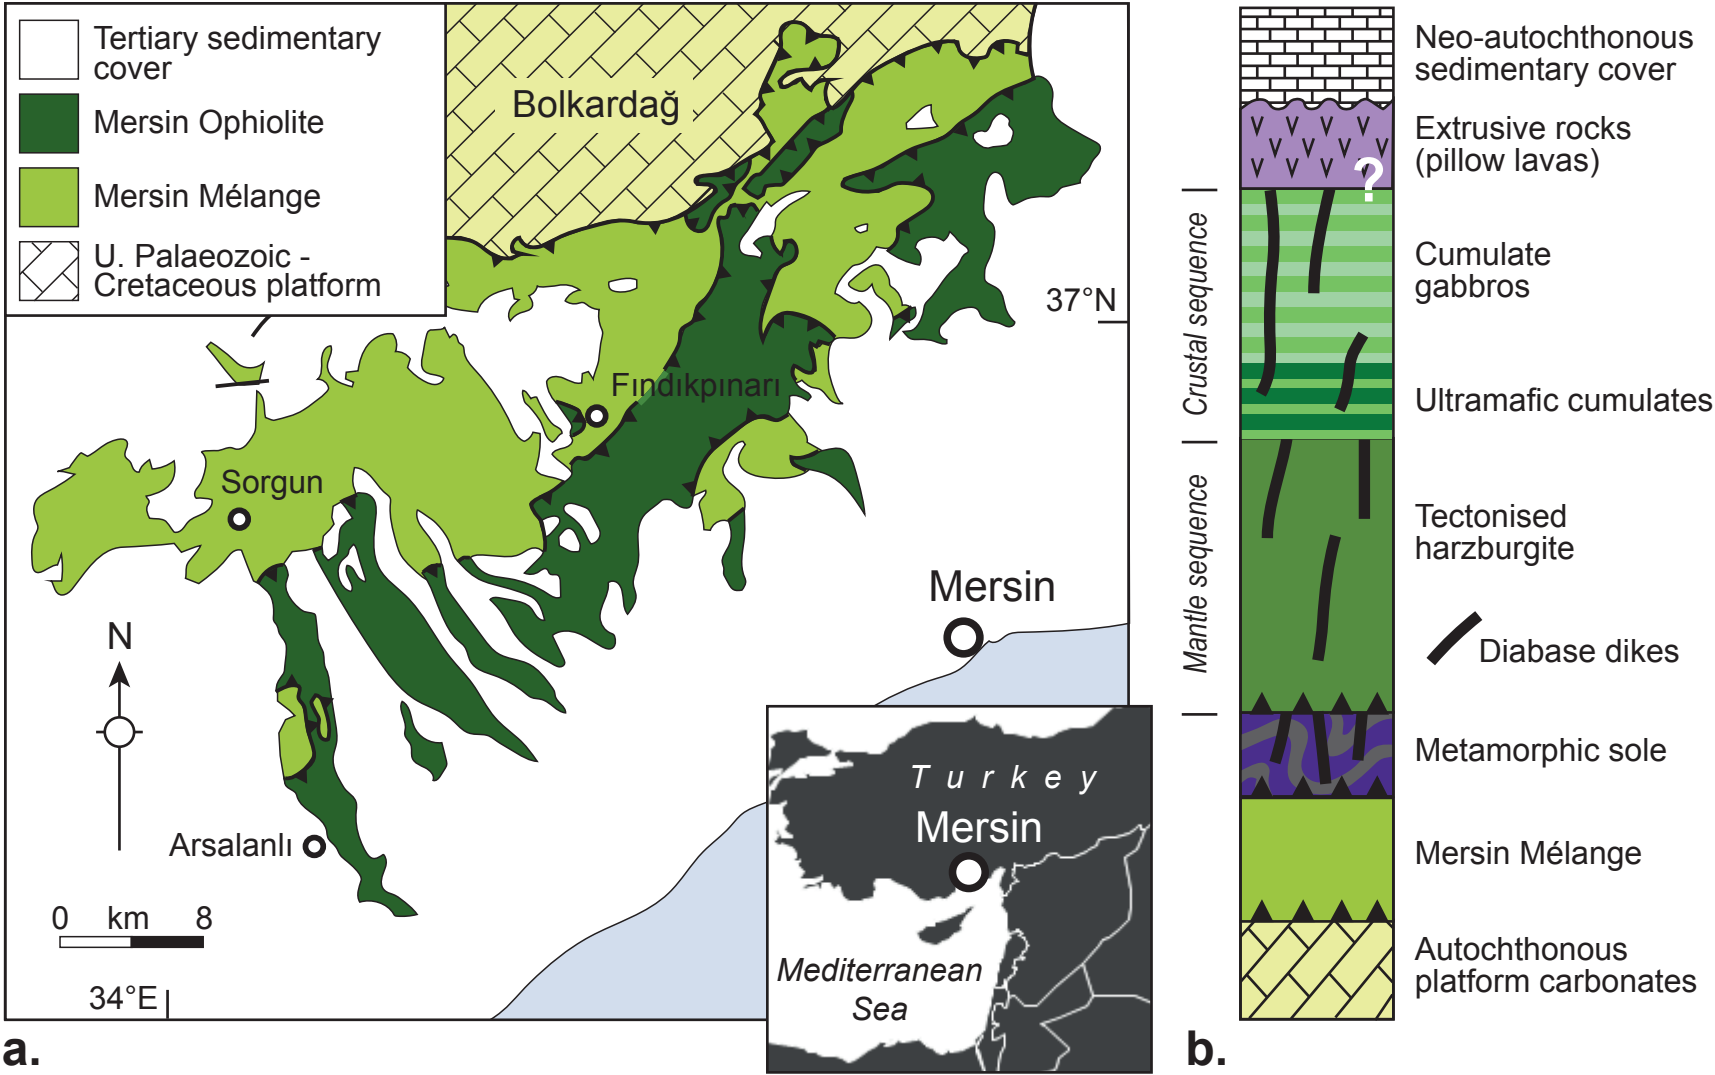 Tertiary sedimentary
cover
Mersin Ophiolite
Mersin Mélange
U. Palaeozoic -
Cretaceous platform
Bolkardağ
37°N
Fındıkpınarı
Sorgun
Mersin
N
Arsalanlı
0 km 8
34°E
Turkey
Mersin
Mediterranean
Sea
a.
Neo-autochthonous
sedimentary cover
Extrusive rocks
(pillow lavas)
?
Crustal sequence
Cumulate
gabbros
Ultramafic cumulates
Mantle sequence
Tectonised
harzburgite
Diabase dikes
Metamorphic sole
Mersin Mélange
Autochthonous
platform carbonates
b.